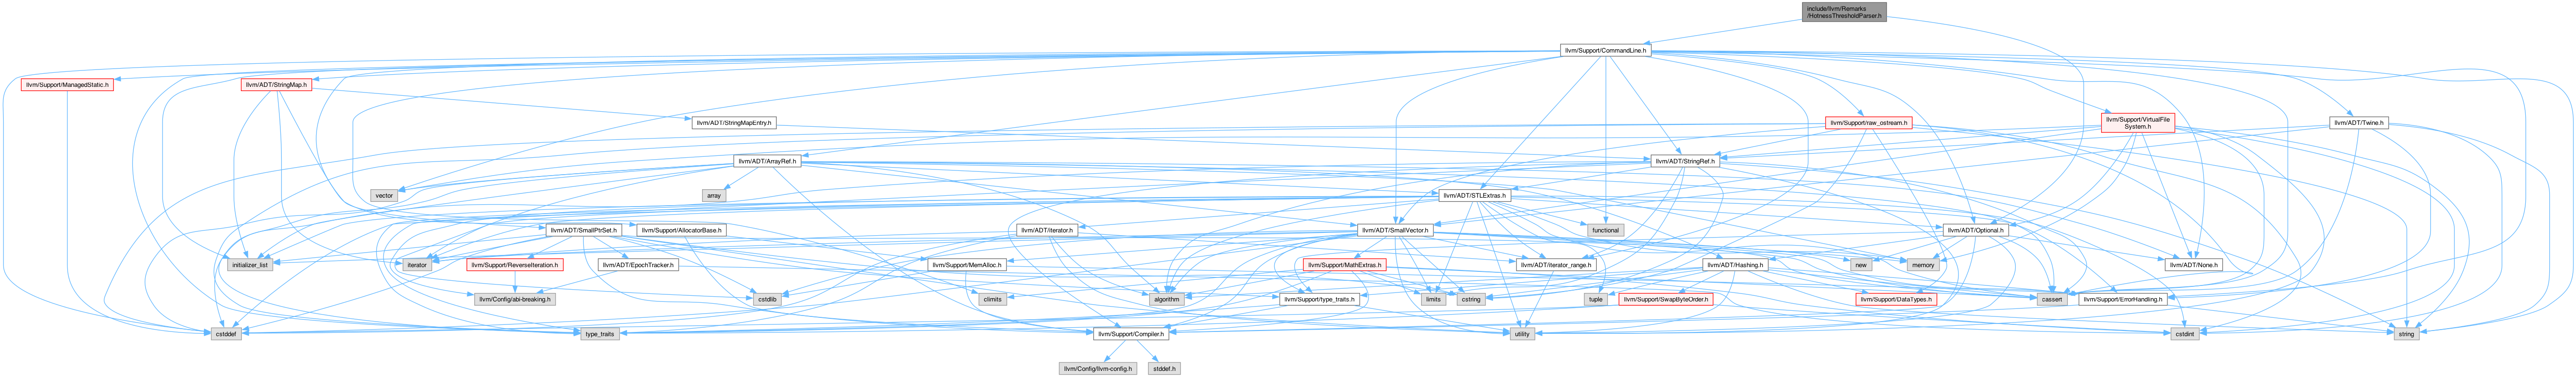 include/llvm/Remarks
/HotnessThresholdParser.h
llvm/Support/CommandLine.h
llvm/Support/ManagedStatic.h
llvm/ADT/StringMap.h
llvm/ADT/StringMapEntry.h
llvm/Support/raw_ostream.h
llvm/Support/VirtualFile
System.h
llvm/ADT/Twine.h
llvm/ADT/ArrayRef.h
llvm/ADT/StringRef.h
vector
array
llvm/ADT/STLExtras.h
llvm/ADT/SmallPtrSet.h
llvm/Support/AllocatorBase.h
llvm/ADT/iterator.h
llvm/ADT/SmallVector.h
functional
llvm/ADT/Optional.h
initializer_list
iterator
llvm/Support/ReverseIteration.h
llvm/ADT/EpochTracker.h
llvm/Support/MemAlloc.h
llvm/Support/MathExtras.h
llvm/ADT/iterator_range.h
llvm/ADT/Hashing.h
new
memory
llvm/ADT/None.h
llvm/Config/abi-breaking.h
cstdlib
climits
algorithm
llvm/Support/type_traits.h
limits
cstring
tuple
llvm/Support/SwapByteOrder.h
llvm/Support/DataTypes.h
cassert
llvm/Support/ErrorHandling.h
cstddef
type_traits
llvm/Support/Compiler.h
utility
cstdint
string
llvm/Config/llvm-config.h
stddef.h